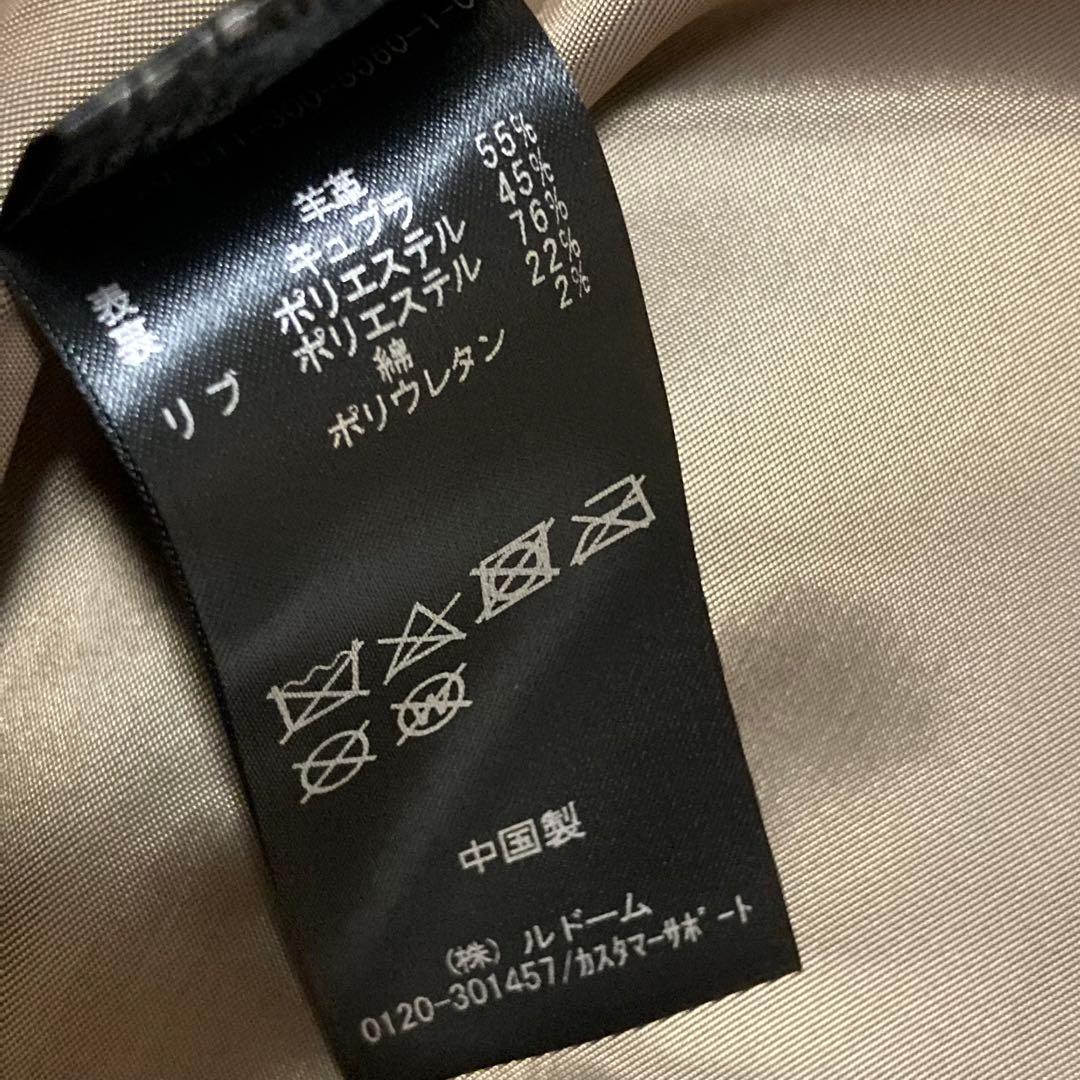 表 羊革
裏 キュプラ 55%
ポリエステル 45%
リブ ポリエステル 76%
綿 22%
ポリウレタン 2%
中国製
(株) ルドーム
0120-301457/カスタマーサポート